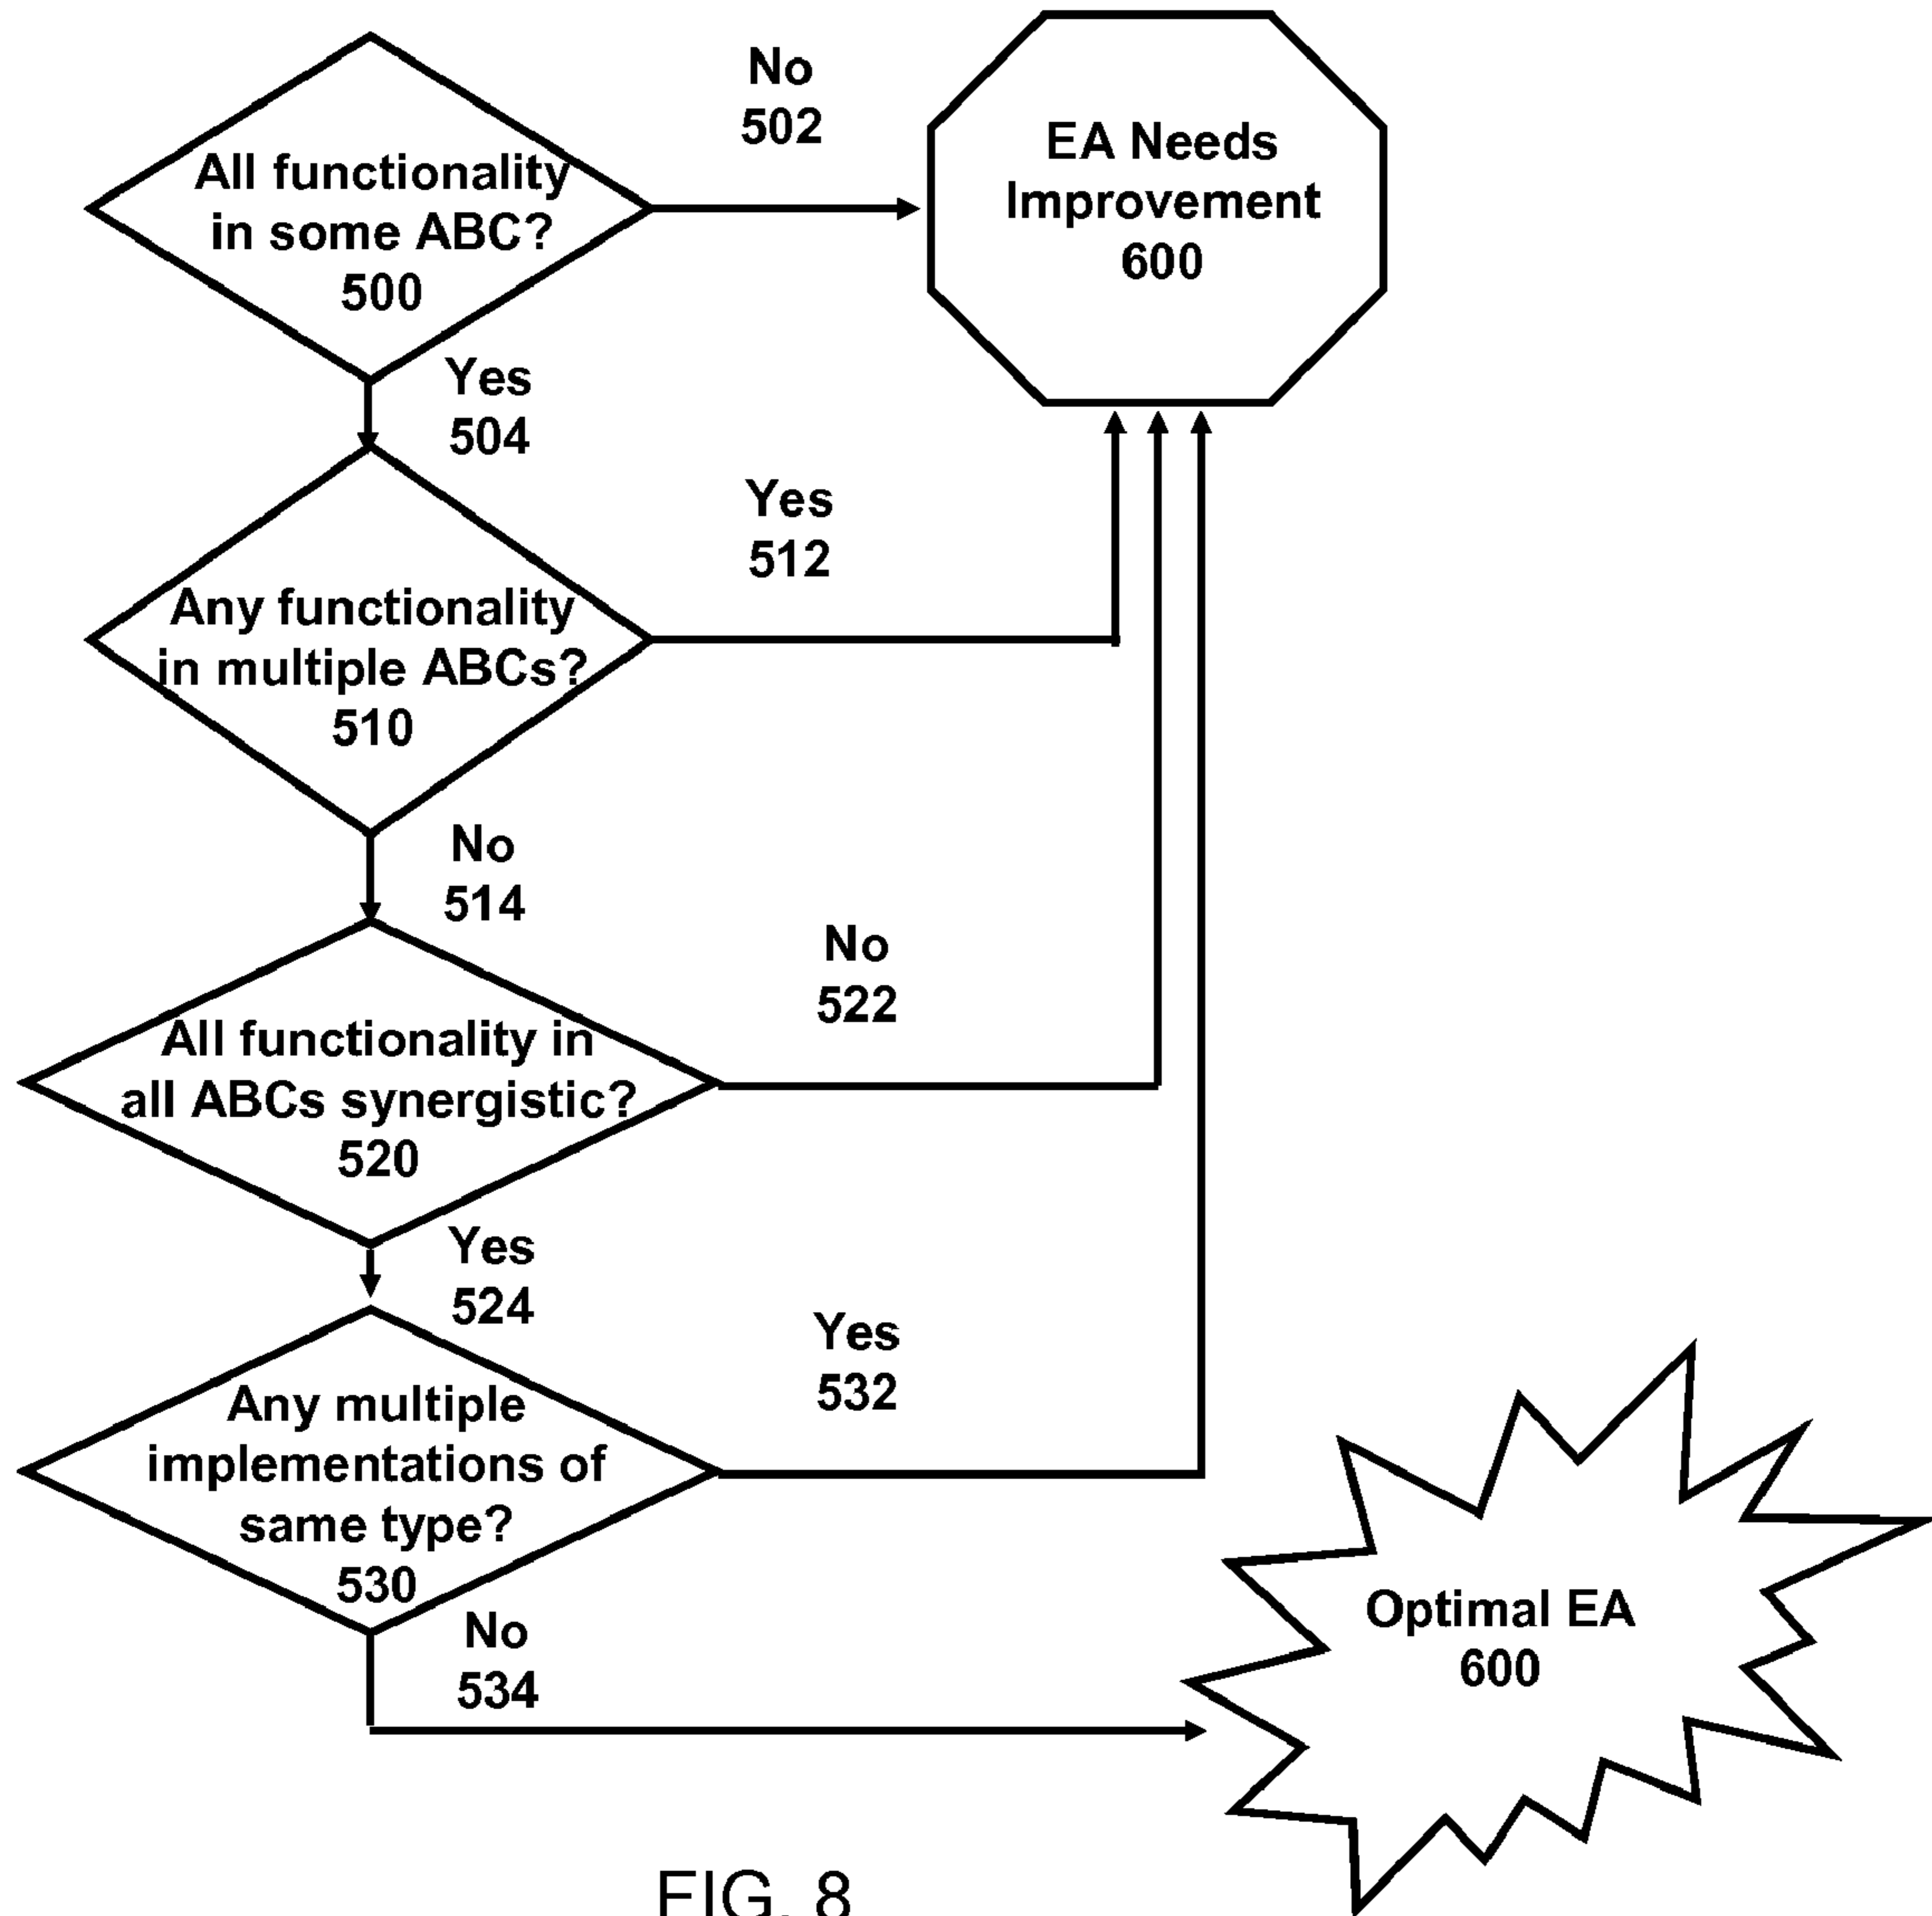 All functionality
in some ABC?
500
No
502
EA Needs
Improvement
600
Yes
504
Any functionality
in multiple ABCs?
510
Yes
512
No
514
All functionality in
all ABCs synergistic?
520
No
522
Yes
524
Any multiple
implementations of
same type?
530
Yes
532
No
534
Optimal EA
600
FIG. 8